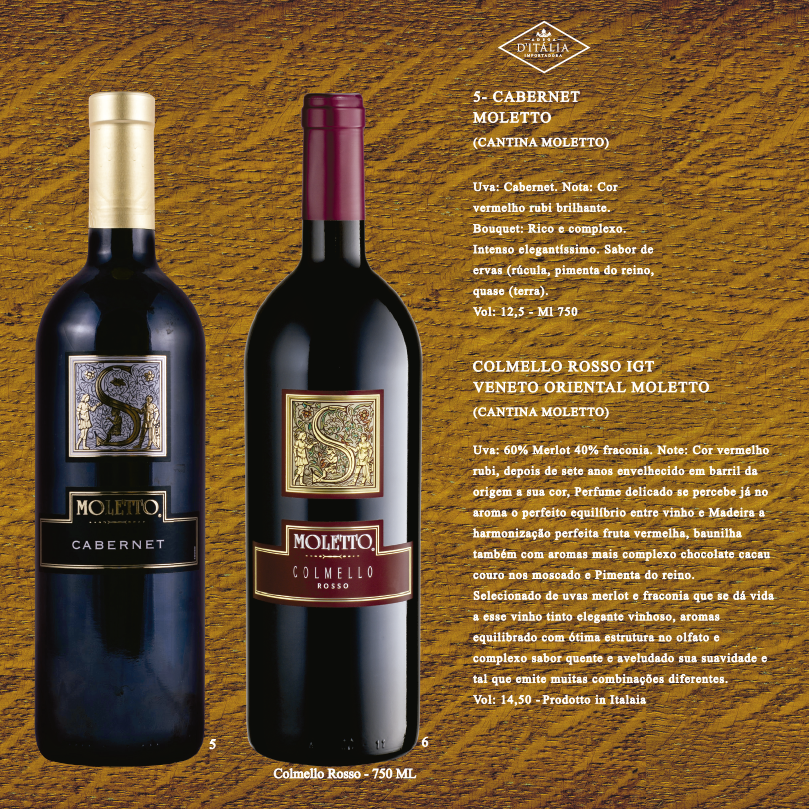 ADEGA
D'ITÁLIA
IMPORTADORA
5- CABERNET
MOLETTO
(CANTINA MOLETTO)
Uva: Cabernet. Nota: Cor
vermelho rubi brilhante.
Bouquet: Rico e complexo.
Intenso elegantíssimo. Sabor de
ervas (rúcula, pimenta do reino,
quase (terra).
Vol: 12,5 - Ml 750
COLMELLO ROSSO IGT
VENETO ORIENTAL MOLETTO
(CANTINA MOLETTO)
Uva: 60% Merlot 40% fraconia. Note: Cor vermelho
rubi, depois de sete anos envelhecido em barril da
origem a sua cor, Perfume delicado se percebe já no
aroma o perfeito equilíbrio entre vinho e Madeira a
harmonização perfeita fruta vermelha, baunilha
também com aromas mais complexo chocolate cacau
couro nos moscado e Pimenta do reino.
Selecionado de uvas merlot e fraconia que se dá vida
a esse vinho tinto elegante vinhoso, aromas
equilibrado com ótima estrutura no olfato e
complexo sabor quente e aveludado sua suavidade e
tal que emite muitas combinações diferentes.
Vol: 14,50 - Prodotto in Italaia
S
MOLETTO
CABERNET
5
S
MOLETTO
COLMELLO
ROSSO
6
Colmello Rosso - 750 ML